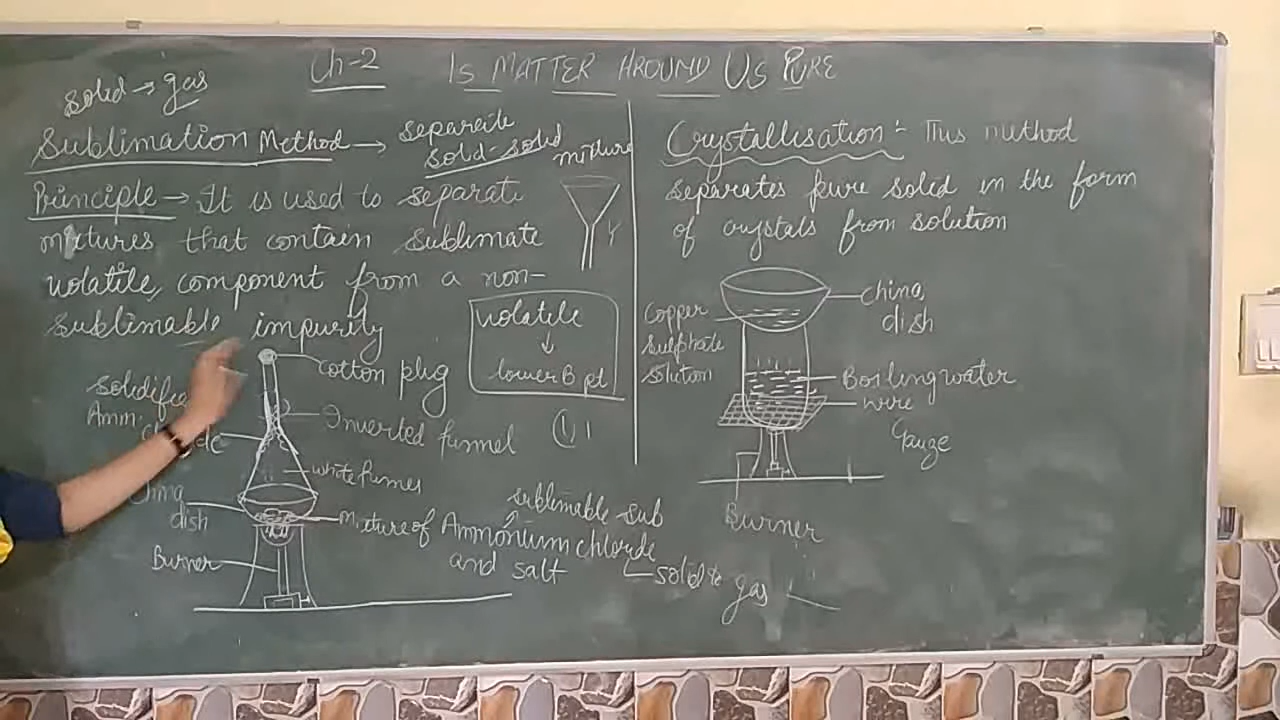 Ch-2 IS MATTER AROUND US PURE
solid → gas
Sublimation Method → separate
solid-solid
mixture
Principle → It is used to separate
mixtures that contain sublimate
volatile, component from a non-
sublimable impurity
volatile
↓
lower B pt
cotton plug
Inverted funnel
white fumes
Amm.
dish
mixture of Ammonium chloride
and salt
sublimable sub
solid to
gas
Burner
Crystallisation :- This method
separates pure solid in the form
of crystals from solution
China
dish
Copper
sulphate
solution
Boiling water
wire
Gauze
Burner